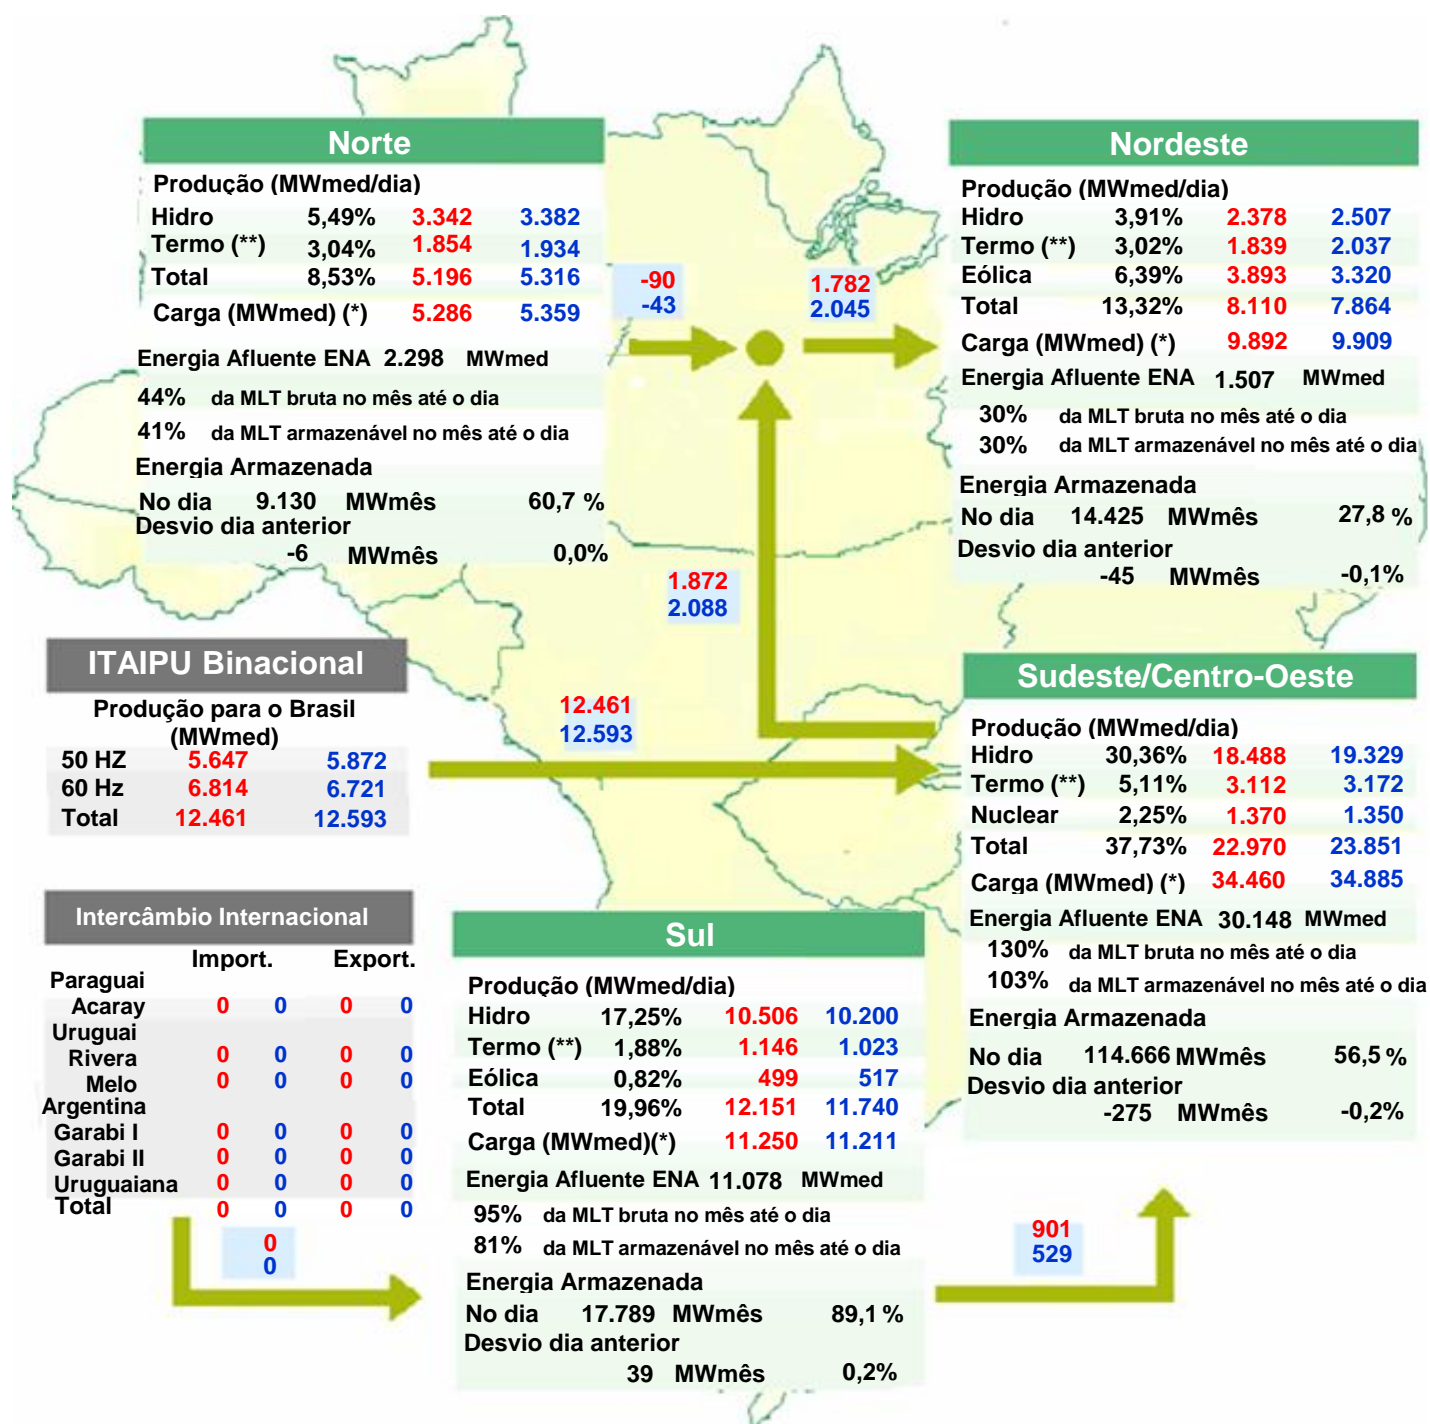 Norte
Produção (MWmed/dia)
Hidro 5,49% 3.342 3.382
Termo (**) 3,04% 1.854 1.934
Total 8,53% 5.196 5.316
Carga (MWmed) (*) 5.286 5.359
Energia Afluente ENA 2.298 MWmed
44% da MLT bruta no mês até o dia
41% da MLT armazenável no mês até o dia
Energia Armazenada
No dia 9.130 MWmês 60,7 %
Desvio dia anterior
-6 MWmês 0,0%
-90
-43
1.782
2.045
Nordeste
Produção (MWmed/dia)
Hidro 3,91% 2.378 2.507
Termo (**) 3,02% 1.839 2.037
Eólica 6,39% 3.893 3.320
Total 13,32% 8.110 7.864
Carga (MWmed) (*) 9.892 9.909
Energia Afluente ENA 1.507 MWmed
30% da MLT bruta no mês até o dia
30% da MLT armazenável no mês até o dia
Energia Armazenada
No dia 14.425 MWmês 27,8 %
Desvio dia anterior
-45 MWmês -0,1%
1.872
2.088
ITAIPU Binacional
Produção para o Brasil
(MWmed)
50 HZ 5.647 5.872
60 Hz 6.814 6.721
Total 12.461 12.593
12.461
12.593
Sudeste/Centro-Oeste
Produção (MWmed/dia)
Hidro 30,36% 18.488 19.329
Termo (**) 5,11% 3.112 3.172
Nuclear 2,25% 1.370 1.350
Total 37,73% 22.970 23.851
Carga (MWmed) (*) 34.460 34.885
Energia Afluente ENA 30.148 MWmed
130% da MLT bruta no mês até o dia
103% da MLT armazenável no mês até o dia
Energia Armazenada
No dia 114.666 MWmês 56,5 %
Desvio dia anterior
-275 MWmês -0,2%
Intercâmbio Internacional
Import. Export.
Paraguai
Acaray 0 0 0 0
Uruguai
Rivera 0 0 0 0
Melo 0 0 0 0
Argentina
Garabi I 0 0 0 0
Garabi II 0 0 0 0
Uruguaiana 0 0 0 0
Total 0 0 0 0
0
0
Sul
Produção (MWmed/dia)
Hidro 17,25% 10.506 10.200
Termo (**) 1,88% 1.146 1.023
Eólica 0,82% 499 517
Total 19,96% 12.151 11.740
Carga (MWmed)(*) 11.250 11.211
Energia Afluente ENA 11.078 MWmed
95% da MLT bruta no mês até o dia
81% da MLT armazenável no mês até o dia
Energia Armazenada
No dia 17.789 MWmês 89,1 %
Desvio dia anterior
39 MWmês 0,2%
901
529